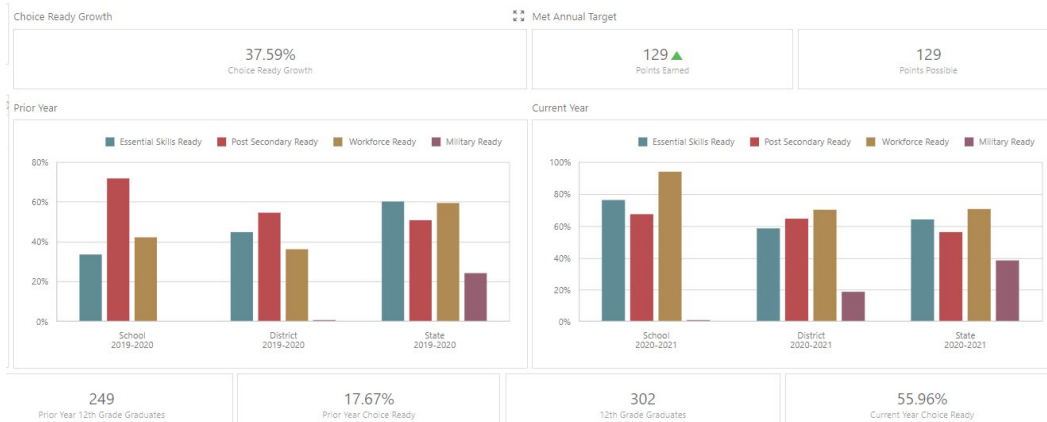 Choice Ready Growth
Met Annual Target
37.59%
Choice Ready Growth
129
Points Earned
129
Points Possible
Prior Year
Current Year
Essential Skills Ready Post Secondary Ready Workforce Ready Military Ready
80%
60%
40%
20%
0%
School
2019-2020
District
2019-2020
State
2019-2020
Essential Skills Ready Post Secondary Ready Workforce Ready Military Ready
100%
80%
60%
40%
20%
0%
School
2020-2021
District
2020-2021
State
2020-2021
249
Prior Year 12th Grade Graduates
17.67%
Prior Year Choice Ready
302
12th Grade Graduates
55.96%
Current Year Choice Ready